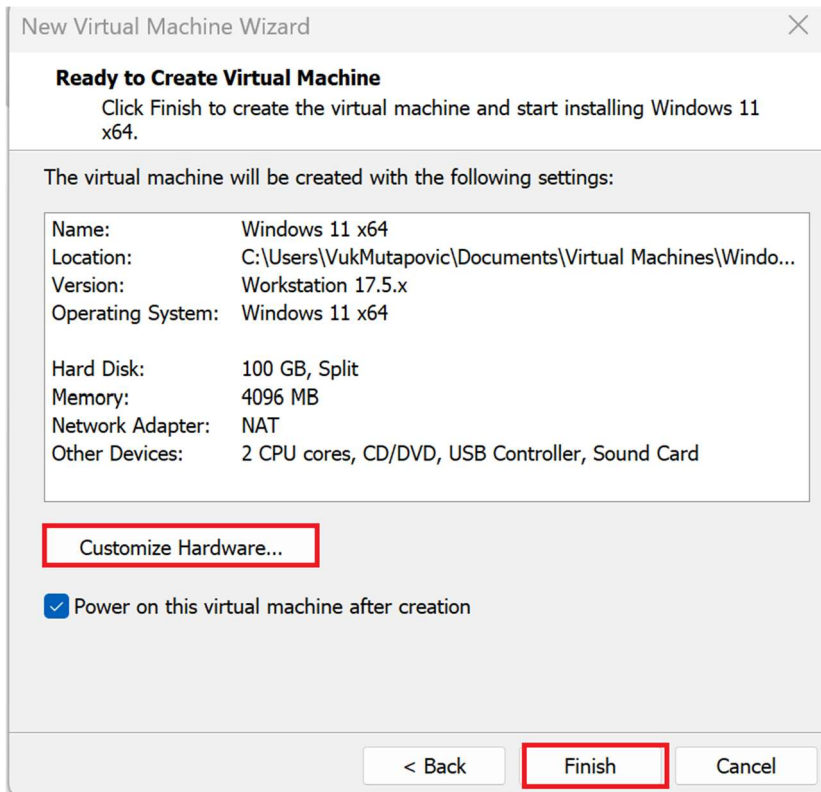 New Virtual Machine Wizard
Ready to Create Virtual Machine
Click Finish to create the virtual machine and start installing Windows 11
x64.
The virtual machine will be created with the following settings:
Name: Windows 11 x64
Location: C:\Users\VukMutapovic\Documents\Virtual Machines\Windo...
Version: Workstation 17.5.x
Operating System: Windows 11 x64
Hard Disk: 100 GB, Split
Memory: 4096 MB
Network Adapter: NAT
Other Devices: 2 CPU cores, CD/DVD, USB Controller, Sound Card
Customize Hardware...
Power on this virtual machine after creation
< Back Finish Cancel